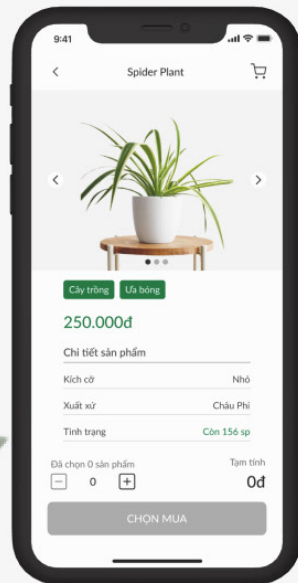 9:41
Spider Plant
Cây trồng Ưa bóng
250.000đ
Chi tiết sản phẩm
Kích cỡ Nhỏ
Xuất xứ Châu Phi
Tình trạng Còn 156 sp
Đã chọn 0 sản phẩm Tạm tính
0 0đ
CHỌN MUA